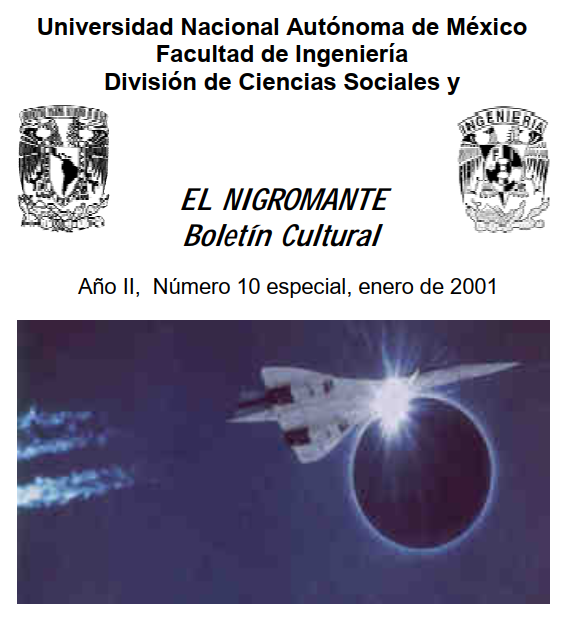 Universidad Nacional Autónoma de México
Facultad de Ingeniería
División de Ciencias Sociales y
INGENIERIA
EL NIGROMANTE
Boletín Cultural
Año II,  Número 10 especial, enero de 2001